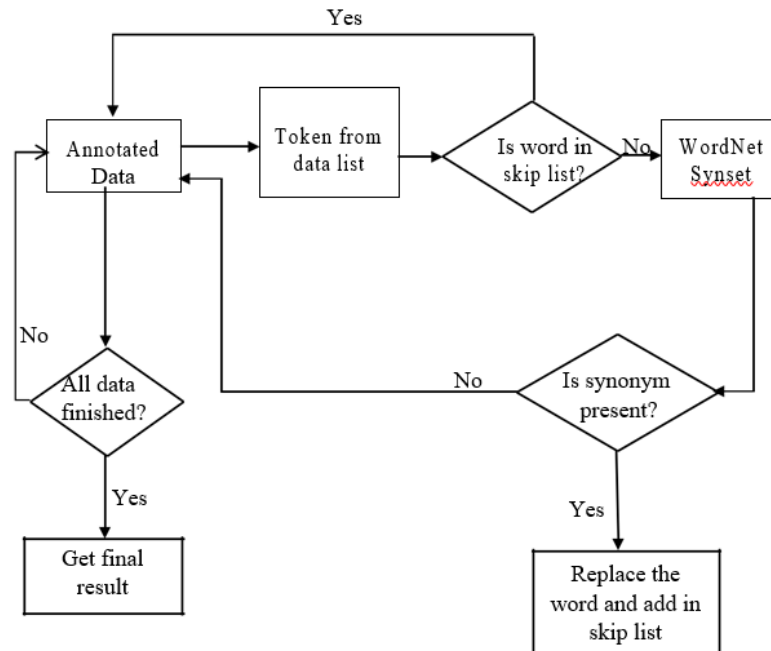 Yes
Annotated
Data
Token from
data list
Is word in
skip list?
No
WordNet
Synset
No
All data
finished?
No
Is synonym
present?
Yes
Yes
Get final
result
Replace the
word and add in
skip list